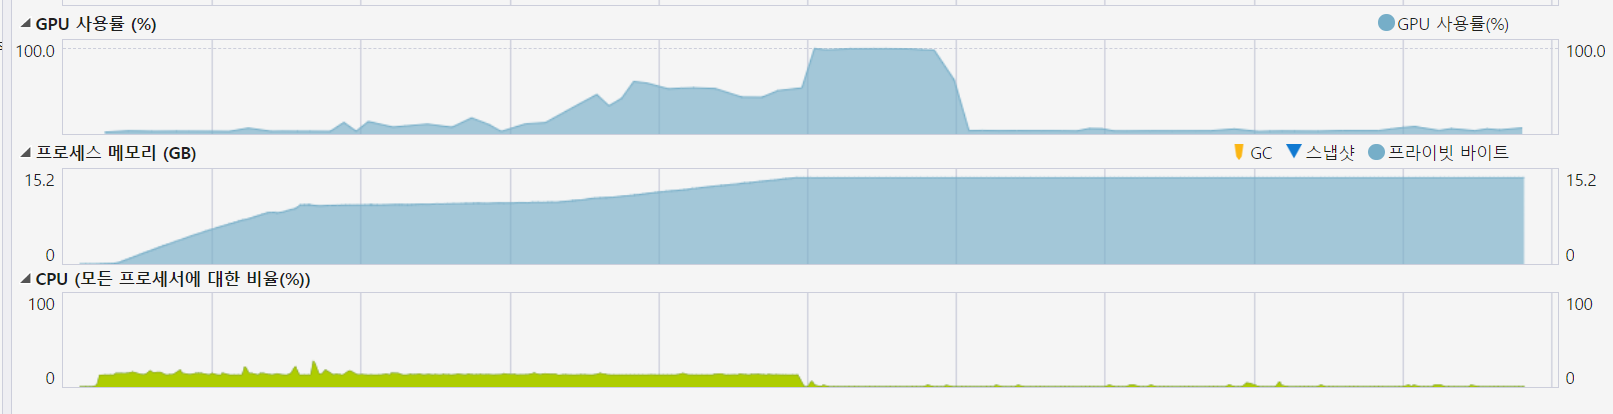 GPU 사용률 (%)
GPU 사용률(%)
100.0
100.0
프로세스 메모리 (GB)
GC
스냅샷
프라이빗 바이트
15.2
15.2
0
0
CPU (모든 프로세서에 대한 비율(%))
100
100
0
0